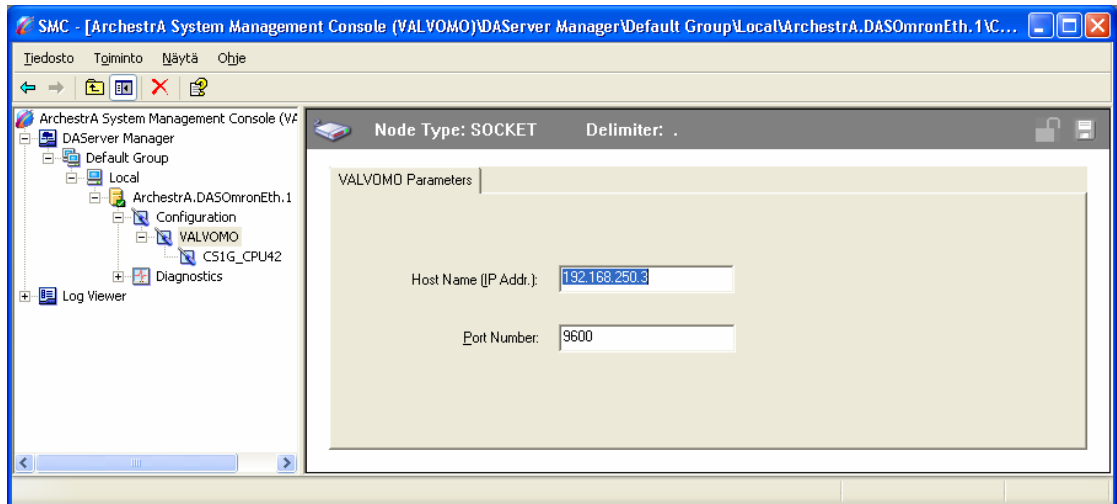 SMC - [ArchestrA System Management Console (VALVOMO)\DAServer Manager\Default Group\Local\ArchestrA.DASOmronEth.1\C...
Tiedosto Toiminto Näytä Ohje
ArchestrA System Management Console (VA
DAServer Manager
Default Group
Local
ArchestrA.DASOmronEth.1
Configuration
VALVOMO
CS1G_CPU42
Diagnostics
Log Viewer
Node Type: SOCKET Delimiter: .
VALVOMO Parameters
Host Name (IP Addr.): 192.168.250.3
Port Number: 9600